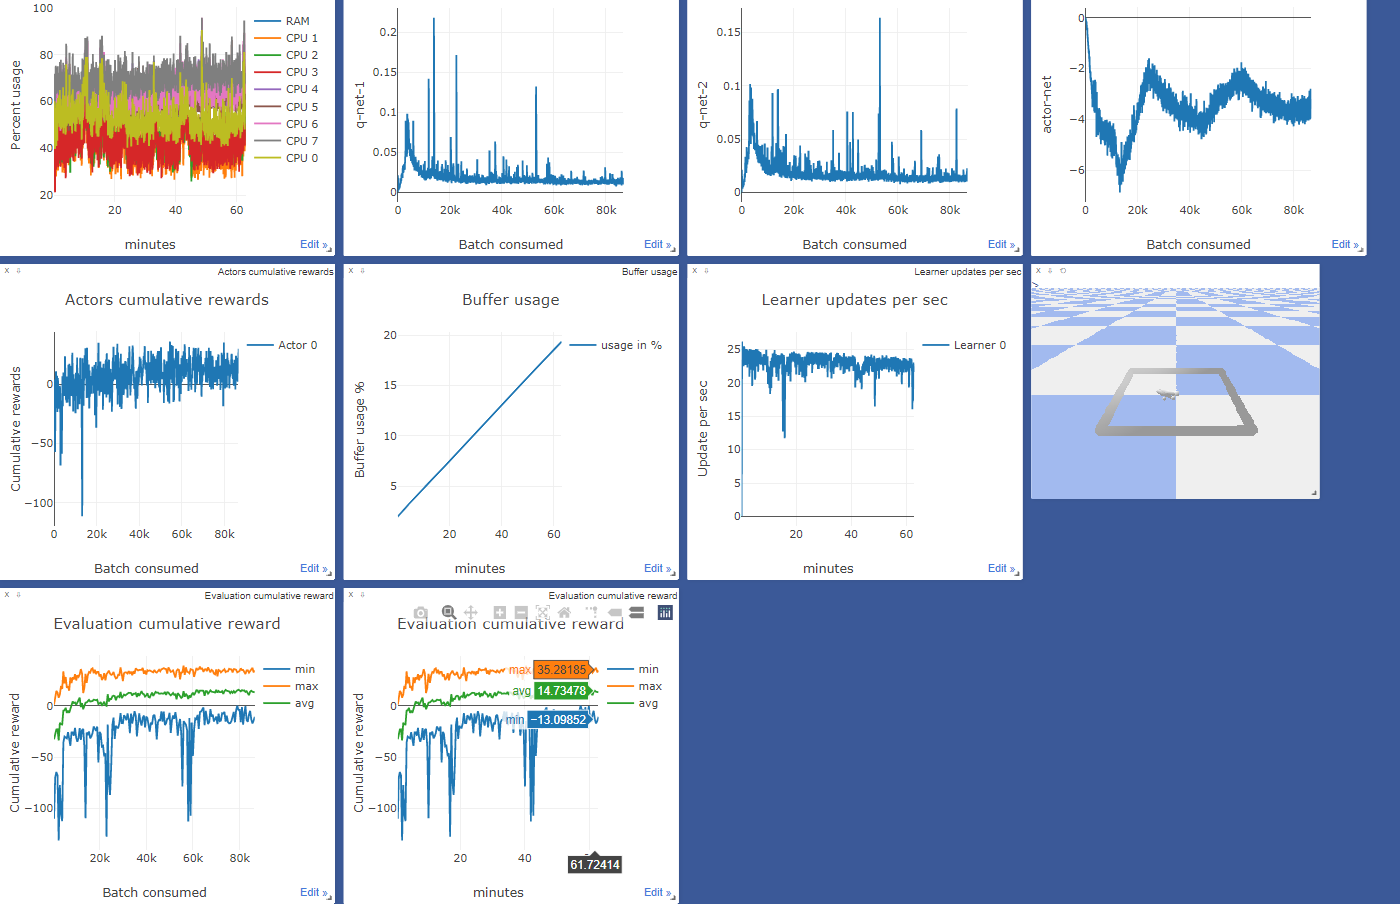 100
80
60
40
20
Percent usage
20
40
60
minutes
RAM
CPU 1
CPU 2
CPU 3
CPU 4
CPU 5
CPU 6
CPU 7
CPU 0
Edit »
0.2
0.15
0.1
0.05
0
q-net-1
0
20k
40k
60k
80k
Batch consumed
Edit »
0.15
0.1
0.05
0
q-net-2
0
20k
40k
60k
80k
Batch consumed
Edit »
0
−2
−4
−6
actor-net
0
20k
40k
60k
80k
Batch consumed
Edit »
X
Actors cumulative rewards
Actors cumulative rewards
0
−50
−100
Cumulative rewards
0
20k
40k
60k
80k
Batch consumed
Actor 0
Edit »
X
Buffer usage
Buffer usage
20
15
10
5
Buffer usage %
20
40
60
minutes
usage in %
Edit »
X
Learner updates per sec
Learner updates per sec
25
20
15
10
5
0
Update per sec
20
40
60
minutes
Learner 0
Edit »
X
X
Evaluation cumulative reward
Evaluation cumulative reward
0
−50
−100
Cumulative reward
20k
40k
60k
80k
Batch consumed
min
max
avg
Edit »
X
Evaluation cumulative reward
Evaluation cumulative reward
0
−50
−100
Cumulative reward
max 35.28185
avg 14.73478
min −13.09852
20
40
61.72414
minutes
min
max
avg
Edit »